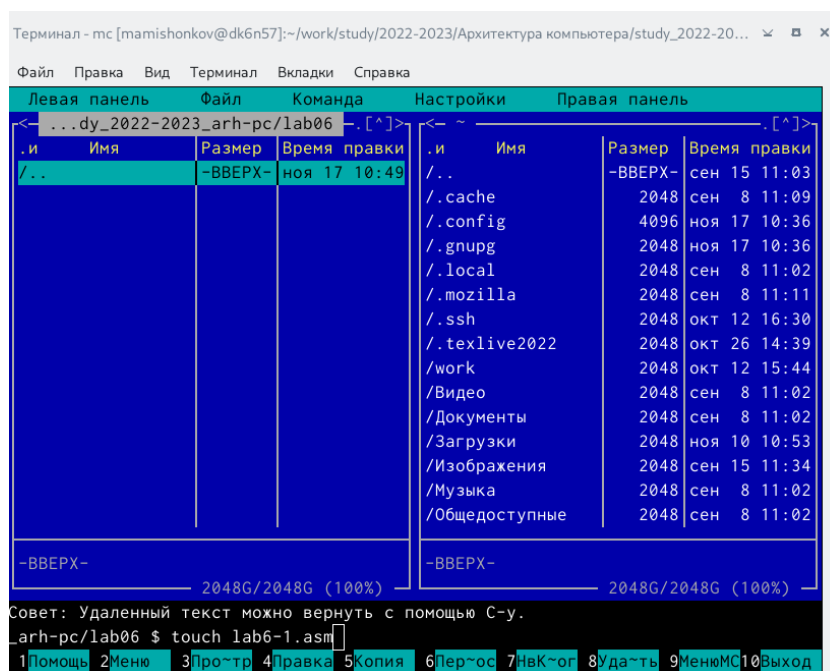 Терминал - mc [mamishonkov@dk6n57]:~/work/study/2022-2023/Архитектура компьютера/study_2022-20...
Файл Правка Вид Терминал Вкладки Справка
Левая панель Файл Команда Настройки Правая панель
<— ...dy_2022-2023_arh-pc/lab06 —.[^]> <— ~ —.[^]>
.и Имя Размер Время правки .и Имя Размер Время правки
/.. -ВВЕРХ- ноя 17 10:49 /.. -ВВЕРХ- сен 15 11:03
/.cache 2048 сен 8 11:09
/.config 4096 ноя 17 10:36
/.gnupg 2048 ноя 17 10:36
/.local 2048 сен 8 11:02
/.mozilla 2048 сен 8 11:11
/.ssh 2048 окт 12 16:30
/.texlive2022 2048 окт 26 14:39
/work 2048 окт 12 15:44
/Видео 2048 сен 8 11:02
/Документы 2048 сен 8 11:02
/Загрузки 2048 ноя 10 10:53
/Изображения 2048 сен 15 11:34
/Музыка 2048 сен 8 11:02
/Общедоступные 2048 сен 8 11:02
-ВВЕРХ- -ВВЕРХ-
2048G/2048G (100%) 2048G/2048G (100%)
Совет: Удаленный текст можно вернуть с помощью C-y.
_arh-pc/lab06 $ touch lab6-1.asm
1Помощь 2Меню 3Про~тр 4Правка 5Копия 6Пер~ос 7НвК~ог 8Уда~ть 9МенюMC 10Выход